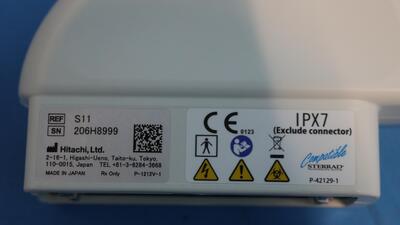 REF S11
SN 206H8999
Hitachi, Ltd.
2-16-1, Higashi-Ueno, Taito-ku, Tokyo,
110-0015, Japan TEL +81-3-6284-3668
MADE IN JAPAN Rx Only P-1212V-1
CE 0123
IPX7
(Exclude connector)
Compatible
STERRAD
P-42129-1